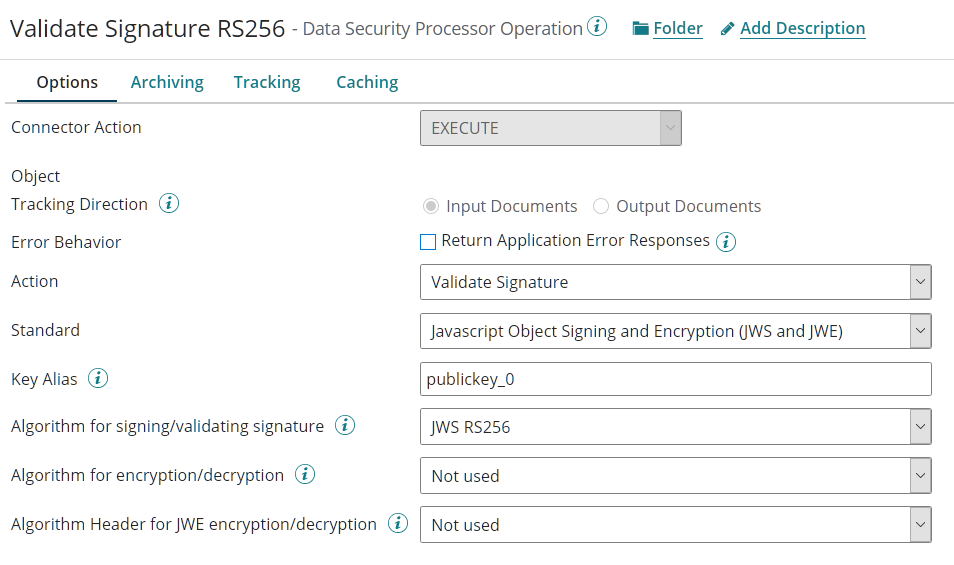 Validate Signature RS256 - Data Security Processor Operation i Folder Add Description
Options Archiving Tracking Caching
Connector Action EXECUTE
Object
Tracking Direction i Input Documents Output Documents
Error Behavior Return Application Error Responses i
Action Validate Signature
Standard Javascript Object Signing and Encryption (JWS and JWE)
Key Alias i publickey_0
Algorithm for signing/validating signature i JWS RS256
Algorithm for encryption/decryption i Not used
Algorithm Header for JWE encryption/decryption i Not used